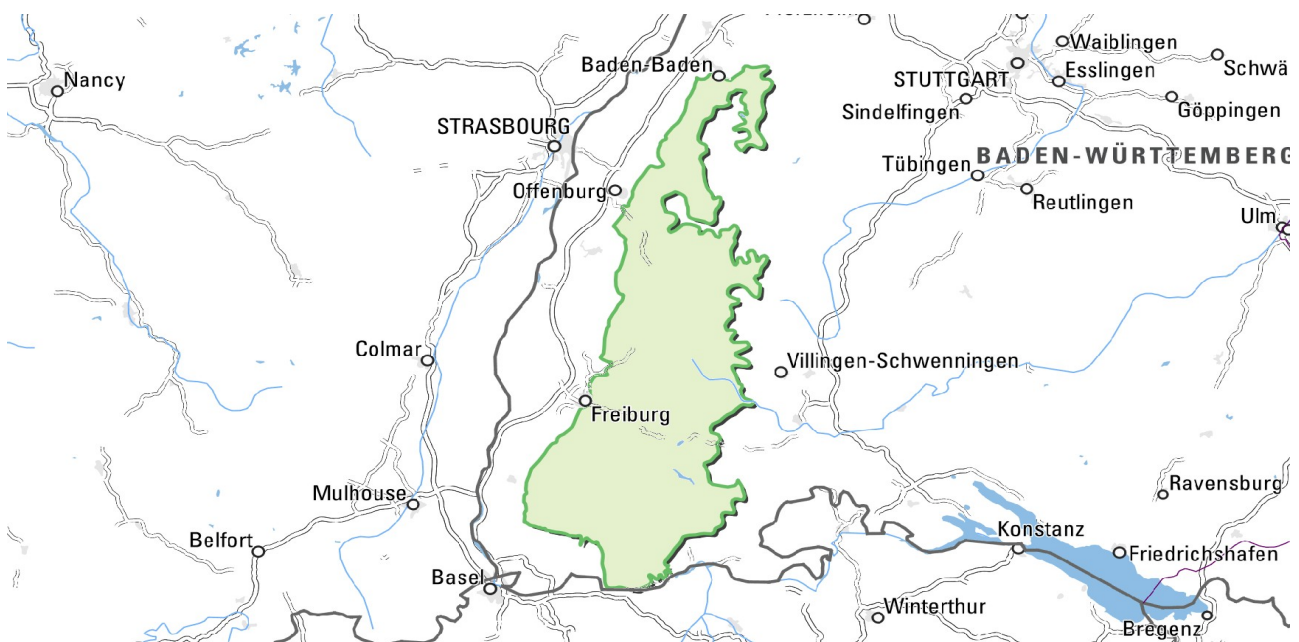 Baden-Baden
Waiblingen
Nancy
STUTTGART
Esslingen
Schwä
Sindelfingen
Göppingen
STRASBOURG
Tübingen
BADEN-WÜRTTEMBERG
Offenburg
Reutlingen
Ulm
Colmar
Villingen-Schwenningen
Freiburg
Mulhouse
Ravensburg
Belfort
Konstanz
Friedrichshafen
Basel
Winterthur
Bregenz